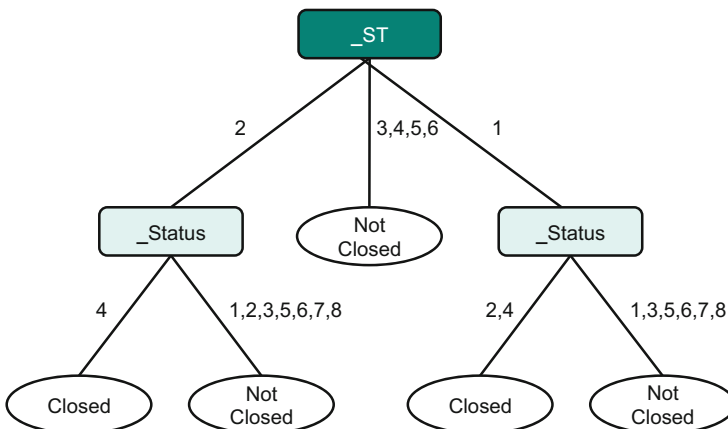 _ST
2
3,4,5,6
1
_Status
Not
Closed
_Status
4
1,2,3,5,6,7,8
2,4
1,3,5,6,7,8
Closed
Not
Closed
Closed
Not
Closed